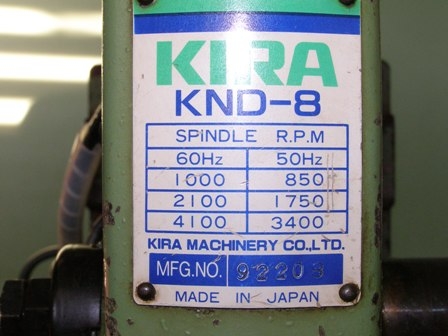 KIRA
KND-8
SPINDLE R.P.M
60Hz 50Hz
1000 850
2100 1750
4100 3400
KIRA MACHINERY CO.,LTD.
MFG.NO. 92203
MADE IN JAPAN